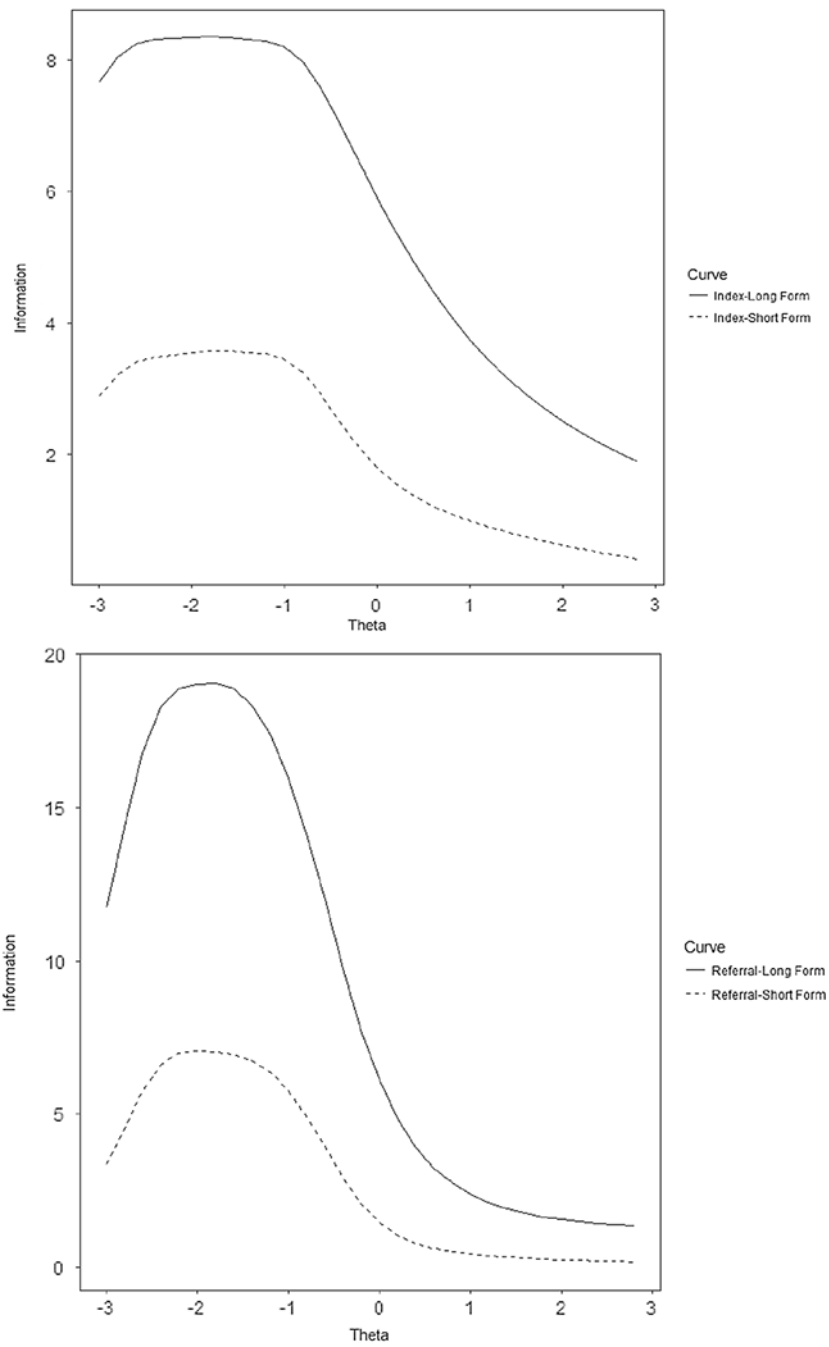 8
6
4
2
Information
-3 -2 -1 0 1 2 3
Theta
Curve
Index-Long Form
Index-Short Form
20
15
10
5
0
Information
-3 -2 -1 0 1 2 3
Theta
Curve
Referral-Long Form
Referral-Short Form